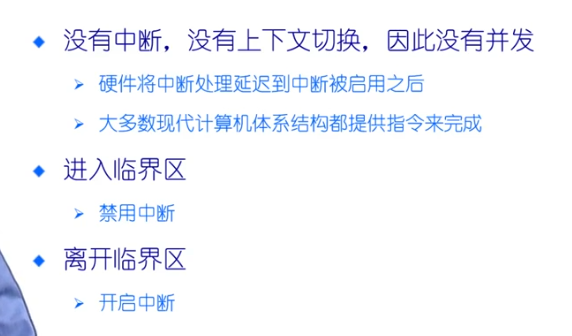 没有中断，没有上下文切换，因此没有并发
硬件将中断处理延迟到中断被启用之后
大多数现代计算机体系结构都提供指令来完成
进入临界区
禁用中断
离开临界区
开启中断